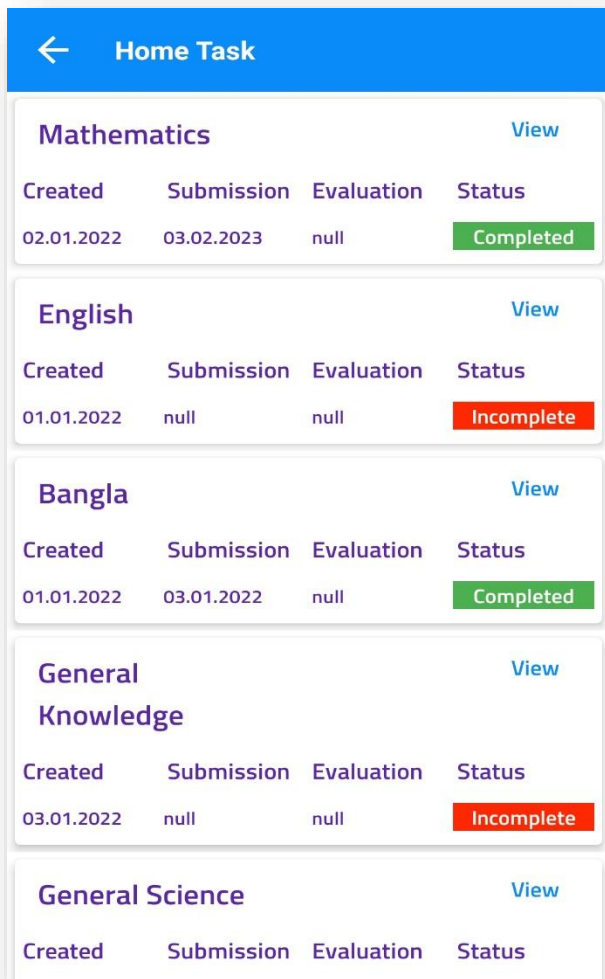 Home Task
Mathematics View
Created Submission Evaluation Status
02.01.2022 03.02.2023 null Completed
English View
Created Submission Evaluation Status
01.01.2022 null null Incomplete
Bangla View
Created Submission Evaluation Status
01.01.2022 03.01.2022 null Completed
General View
Knowledge
Created Submission Evaluation Status
03.01.2022 null null Incomplete
General Science View
Created Submission Evaluation Status